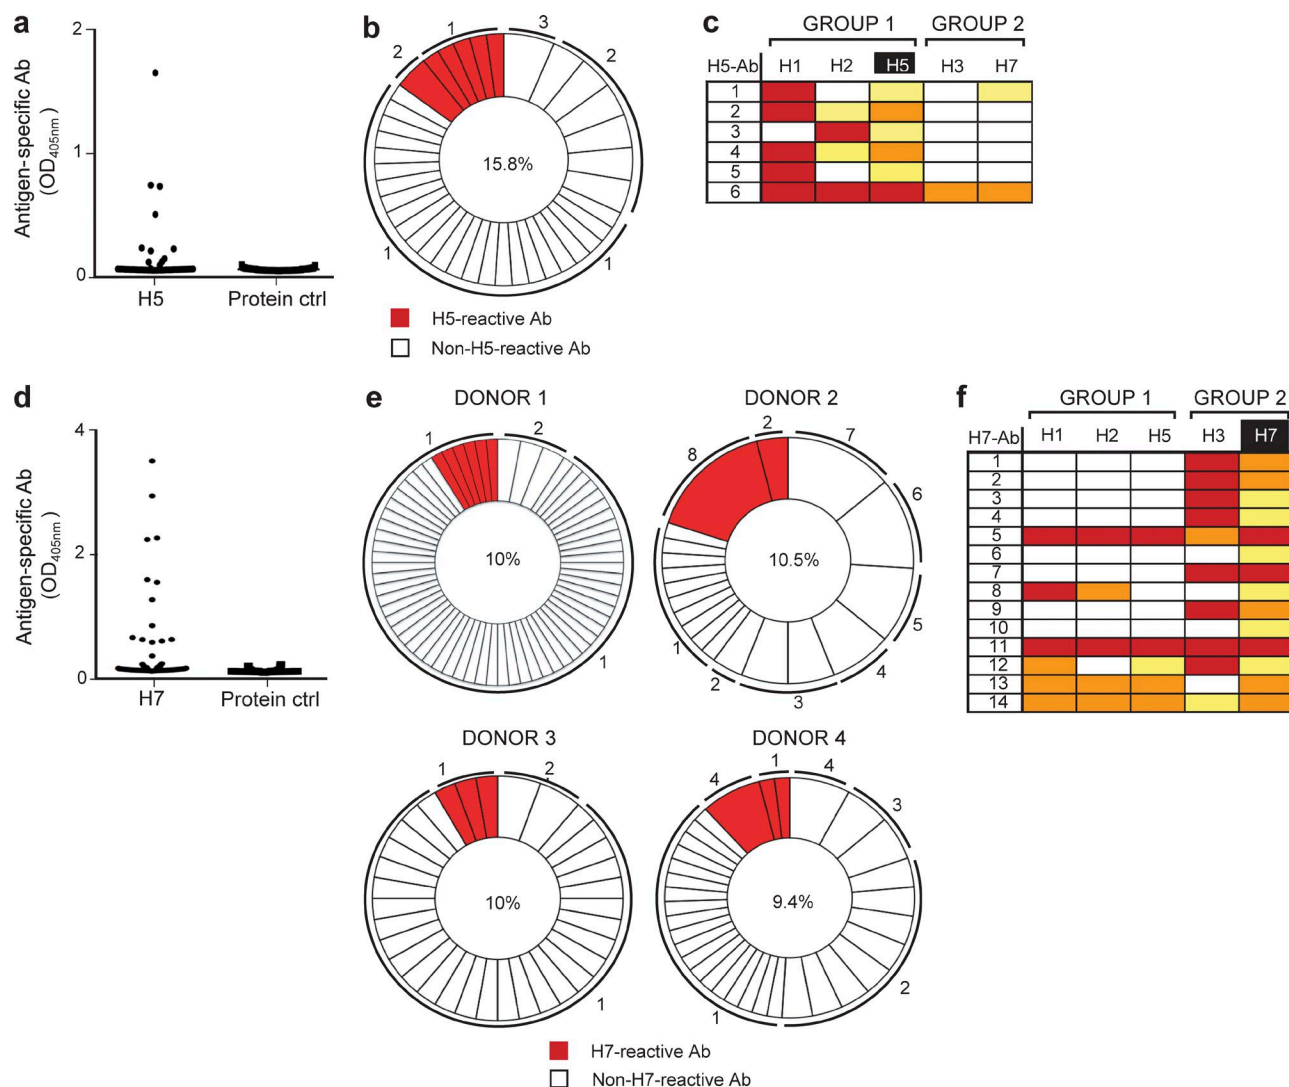 a
2
1
0
Antigen-specific Ab
(OD405nm)
H5
Protein ctrl
b
1
3
2
2
15.8%
1
1
H5-reactive Ab
Non-H5-reactive Ab
c
GROUP 1
GROUP 2
H5-Ab H1 H2 H5 H3 H7
1
2
3
4
5
6
d
4
2
0
Antigen-specific Ab
(OD405nm)
H7
Protein ctrl
e
DONOR 1
1
2
10%
1
DONOR 2
2
7
8
6
10.5%
5
1
4
2
3
DONOR 3
1
2
10%
1
DONOR 4
1
4
4
3
9.4%
2
1
H7-reactive Ab
Non-H7-reactive Ab
f
GROUP 1
GROUP 2
H7-Ab H1 H2 H5 H3 H7
1
2
3
4
5
6
7
8
9
10
11
12
13
14